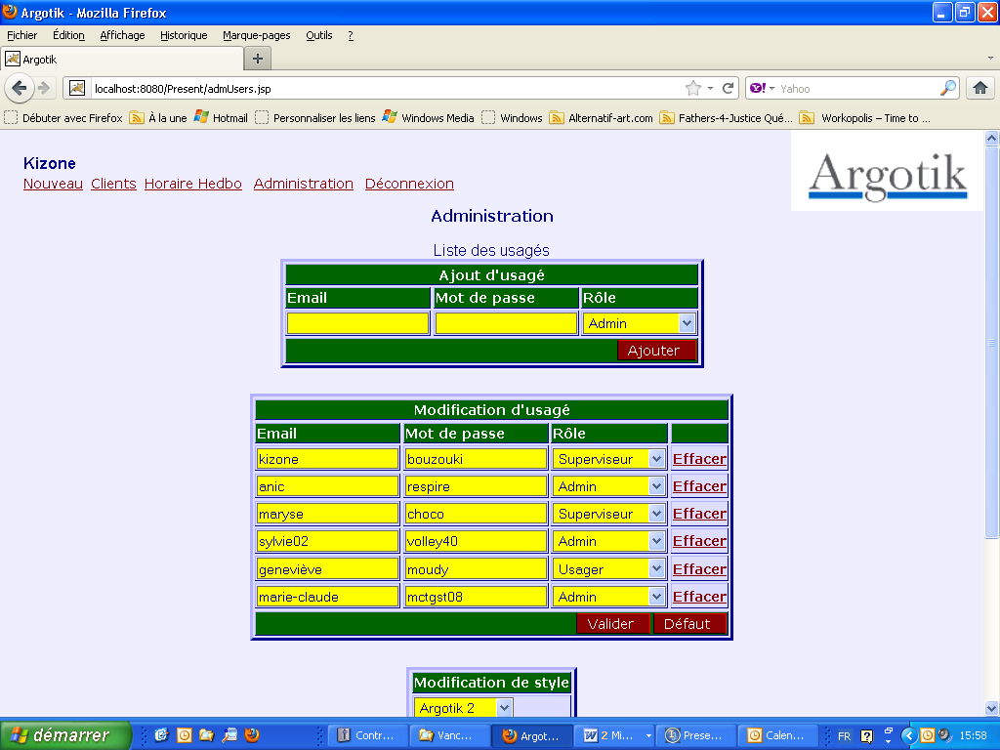 Argotik - Mozilla Firefox
Fichier Édition Affichage Historique Marque-pages Outils ?
Argotik
localhost:8080/Present/admUsers.jsp
Yahoo
Débuter avec Firefox À la une Hotmail Personnaliser les liens Windows Media Windows Alternatif-art.com Fathers-4-Justice Qué... Workopolis – Time to ...
Kizone
Nouveau Clients Horaire Hedbo Administration Déconnexion
Argotik
Administration
Liste des usagés
Ajout d'usagé
Email Mot de passe Rôle
Admin
Ajouter
Modification d'usagé
Email Mot de passe Rôle
kizone bouzouki Superviseur Effacer
anic respire Admin Effacer
maryse choco Superviseur Effacer
sylvie02 volley40 Admin Effacer
geneviève moudy Usager Effacer
marie-claude mctgst08 Admin Effacer
Valider Défaut
Modification de style
Argotik 2
démarrer Contr... Vanc... Argot... 2 Mi... Prese... Calen... FR 15:58